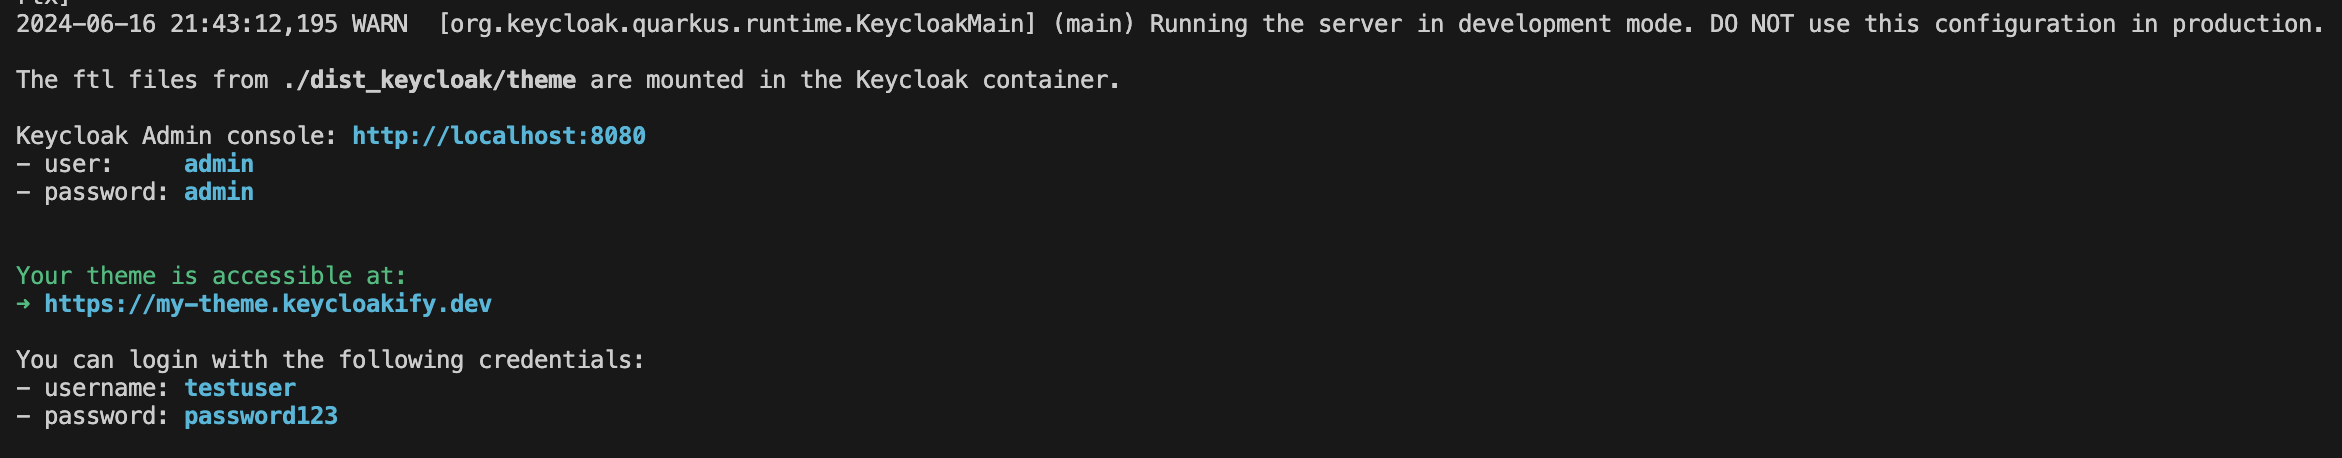 2024-06-16 21:43:12,195 WARN  [org.keycloak.quarkus.runtime.KeycloakMain] (main) Running the server in development mode. DO NOT use this configuration in production.
The ftl files from ./dist_keycloak/theme are mounted in the Keycloak container.
Keycloak Admin console: http://localhost:8080
- user:     admin
- password: admin
Your theme is accessible at:
➜ https://my-theme.keycloakify.dev
You can login with the following credentials:
- username: testuser
- password: password123